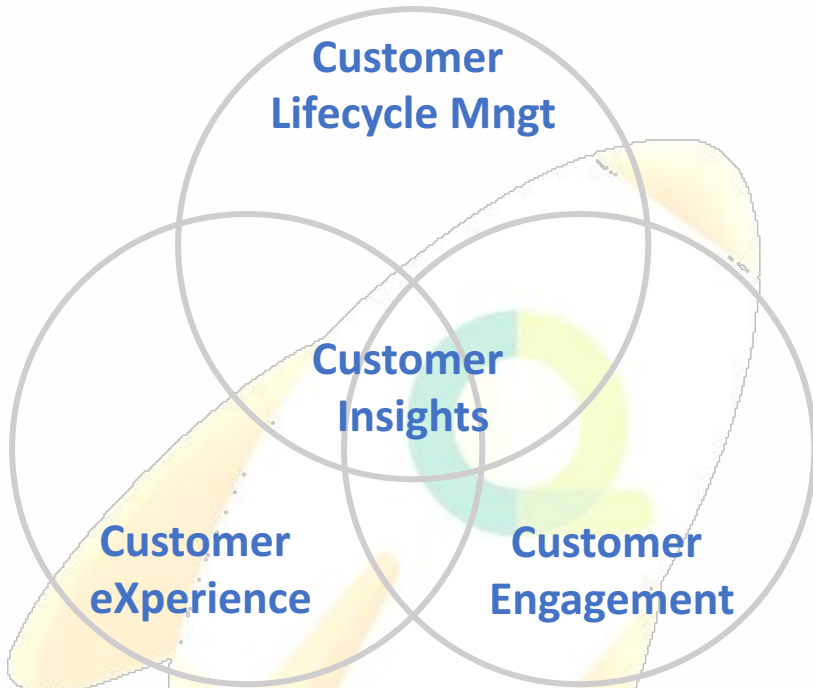 Customer
Lifecycle Mngt
Customer
Insights
Customer
eXperience
Customer
Engagement